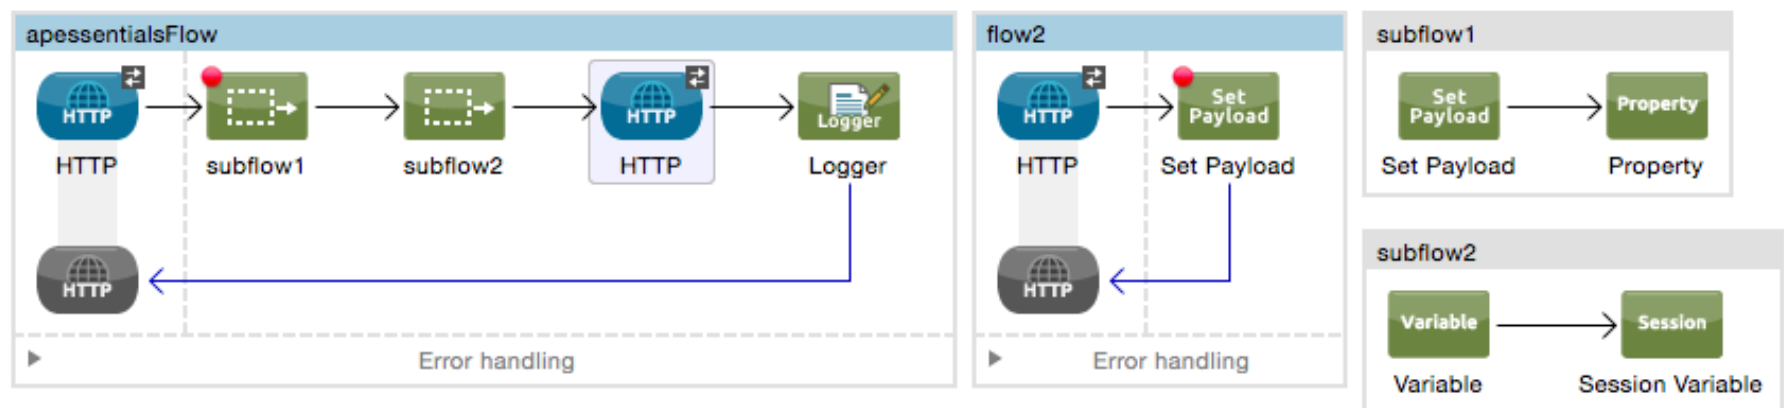 apessentialsFlow
HTTP
HTTP
Logger
HTTP
subflow1
subflow2
HTTP
Logger
HTTP
Error handling
flow2
HTTP
Set
Payload
HTTP
Set Payload
HTTP
Error handling
subflow1
Set
Payload
Property
Set Payload
Property
subflow2
Variable
Session
Variable
Session Variable